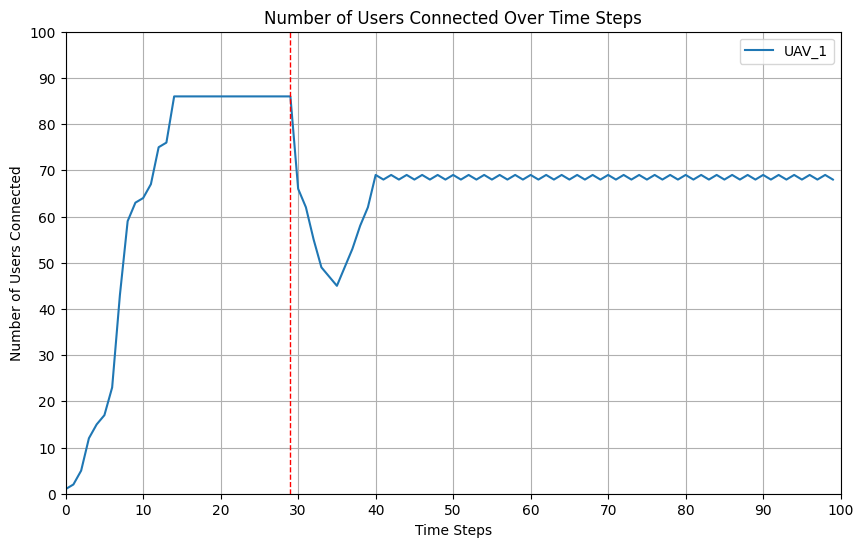 Number of Users Connected Over Time Steps
UAV_1
Number of Users Connected
100
90
80
70
60
50
40
30
20
10
0
0 10 20 30 40 50 60 70 80 90 100
Time Steps